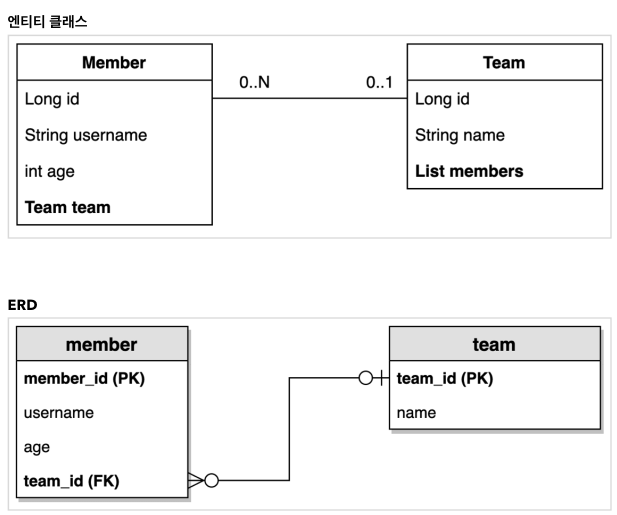 엔티티 클래스
Member
Long id
String username
int age
Team team
0..N
0..1
Team
Long id
String name
List members
ERD
member
member_id (PK)
username
age
team_id (FK)
team
team_id (PK)
name